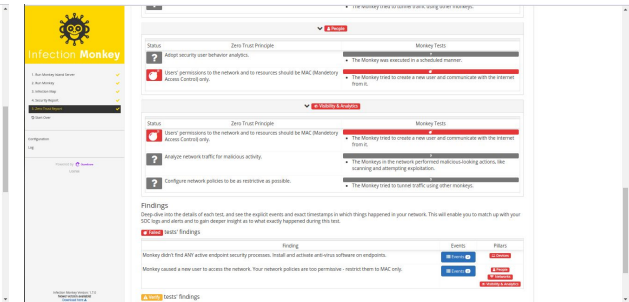 • The Monkey tried to tunnel traffic using other monkeys.
Infection Monkey
1. Run Monkey Island Server
2. Run Monkey
3. Infection Map
4. Security Report
5. Zero Trust Report
Start Over
Configuration
Log
Powered by
License
Infection Monkey Version: 1.8.0
Newer version available!
Download here
People
Status Zero Trust Principle Monkey Tests
? Adopt security user behavior analytics.
• The Monkey was executed in a scheduled manner.
Users' permissions to the network and to resources should be MAC (Mandatory
Access Control) only.
• The Monkey tried to create a new user and communicate with the internet
from it.
Visibility & Analytics
Status Zero Trust Principle Monkey Tests
Users' permissions to the network and to resources should be MAC (Mandatory
Access Control) only.
• The Monkey tried to create a new user and communicate with the internet
from it.
? Analyze network traffic for malicious activity.
• The Monkeys in the network performed malicious-looking actions, like
scanning and attempting exploitation.
? Configure network policies to be as restrictive as possible.
• The Monkey tried to tunnel traffic using other monkeys.
Findings
Deep-dive into the details of each test, and see the explicit events and exact timestamps in which things happened in your network. This will enable you to match up with your
SOC logs and alerts and to gain deeper insight as to what exactly happened during this test.
Failed tests' findings
Finding Events Pillars
Monkey didn't find ANY active endpoint security processes. Install and activate anti-virus software on endpoints.
Events
Devices
Monkey caused a new user to access the network. Your network policies are too permissive - restrict them to MAC only.
Events
People
Networks
Visibility & Analytics
Verify tests' findings